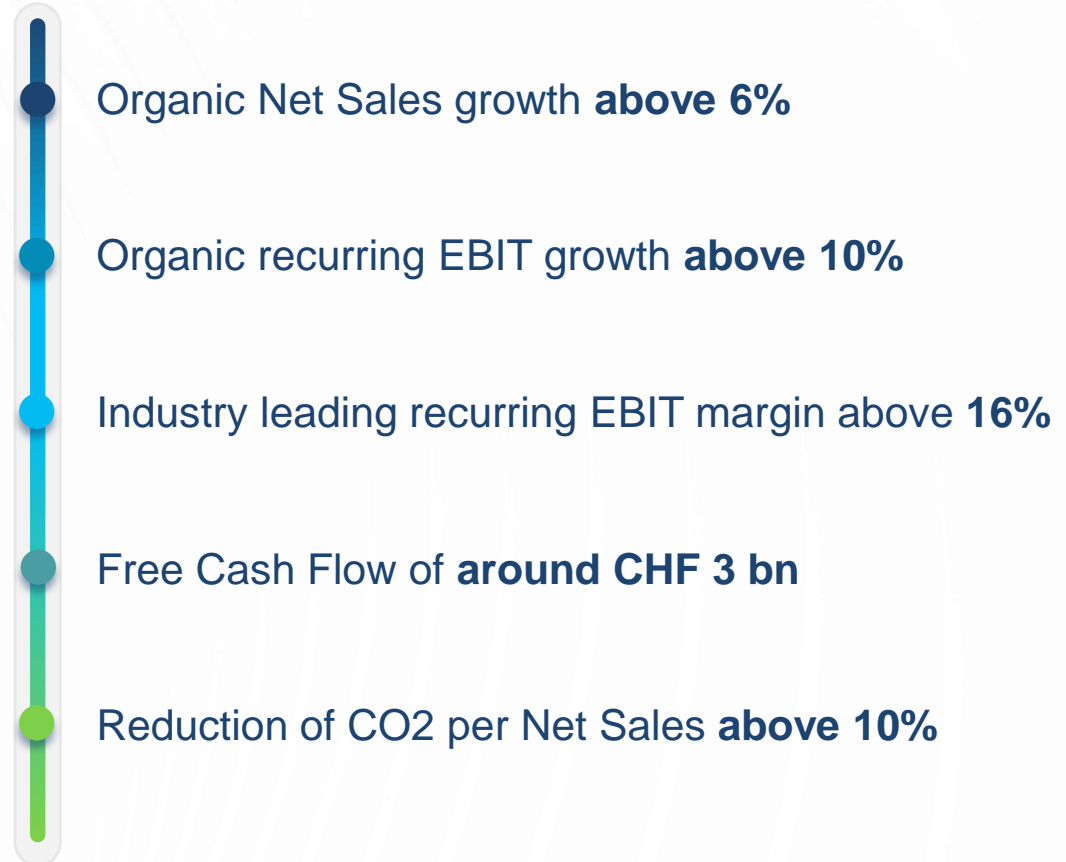 Organic Net Sales growth above 6%
Organic recurring EBIT growth above 10%
Industry leading recurring EBIT margin above 16%
Free Cash Flow of around CHF 3 bn
Reduction of CO2 per Net Sales above 10%